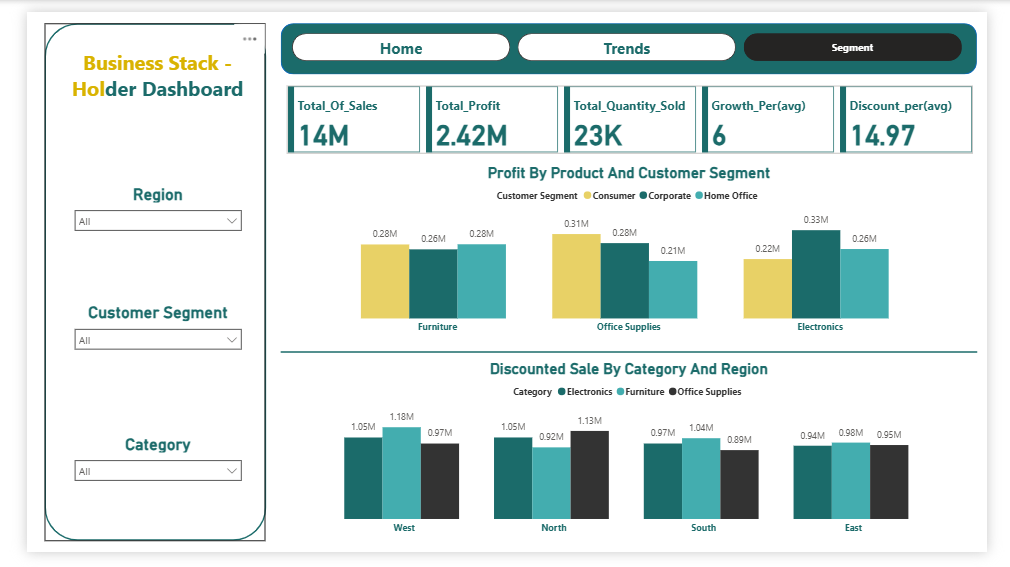 Business Stack -
Holder Dashboard
Region
All
Customer Segment
All
Category
All
Home Trends Segment
Total_Of_Sales Total_Profit Total_Quantity_Sold Growth_Per(avg) Discount_per(avg)
14M 2.42M 23K 6 14.97
Profit By Product And Customer Segment
Customer Segment Consumer Corporate Home Office
0.28M 0.26M 0.28M 0.31M 0.28M 0.21M 0.22M 0.33M 0.26M
Furniture Office Supplies Electronics
Discounted Sale By Category And Region
Category Electronics Furniture Office Supplies
1.05M 1.18M 0.97M 1.05M 0.92M 1.13M 0.97M 1.04M 0.89M 0.94M 0.98M 0.95M
West North South East